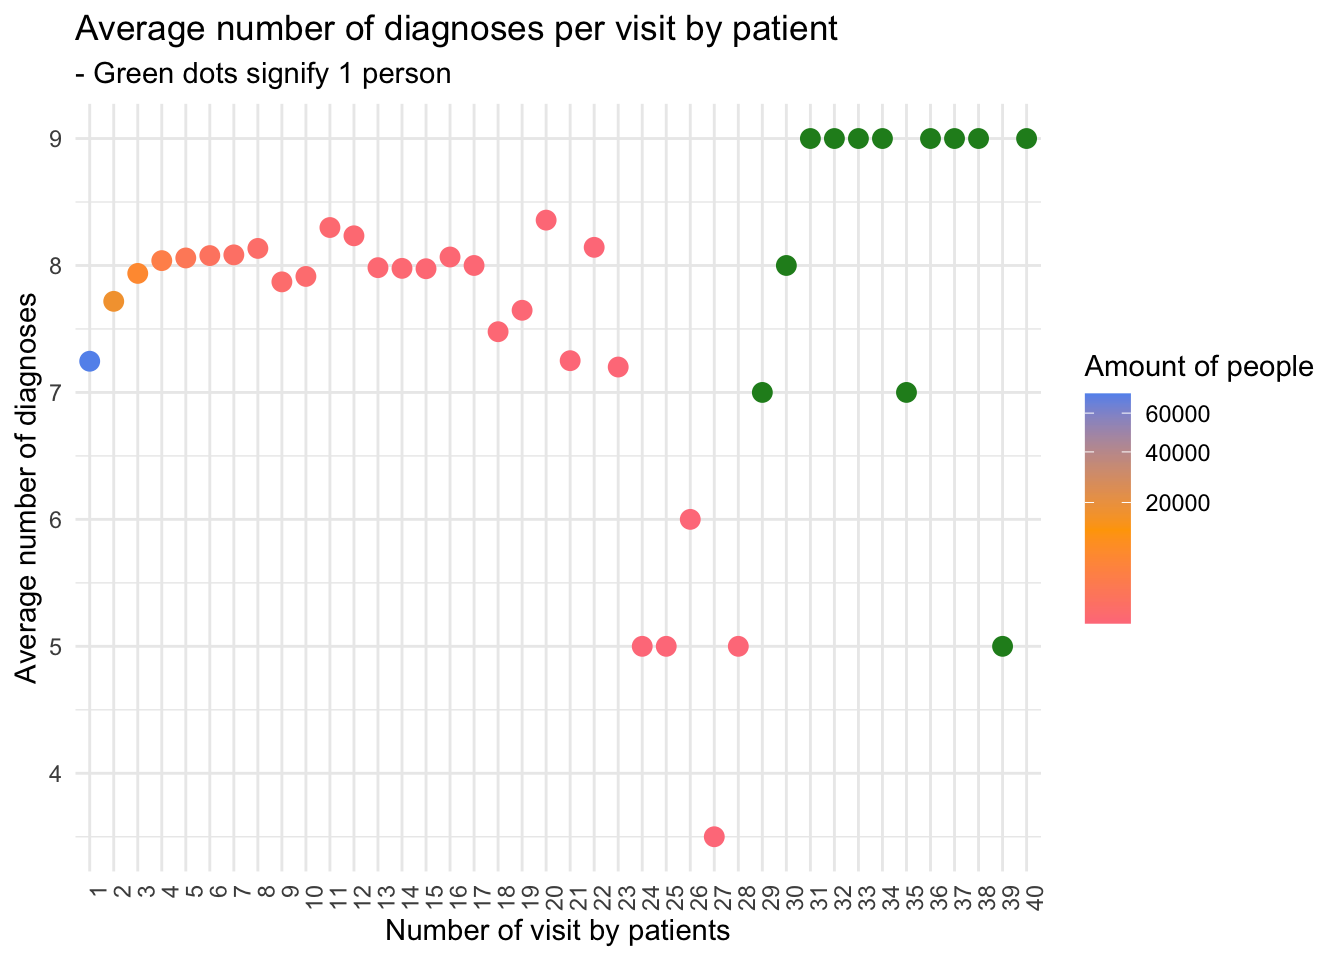 Average number of diagnoses per visit by patient
- Green dots signify 1 person
Average number of diagnoses
9
8
7
6
5
4
1 2 3 4 5 6 7 8 9 10 11 12 13 14 15 16 17 18 19 20 21 22 23 24 25 26 27 28 29 30 31 32 33 34 35 36 37 38 39 40
Number of visit by patients
Amount of people
60000
40000
20000